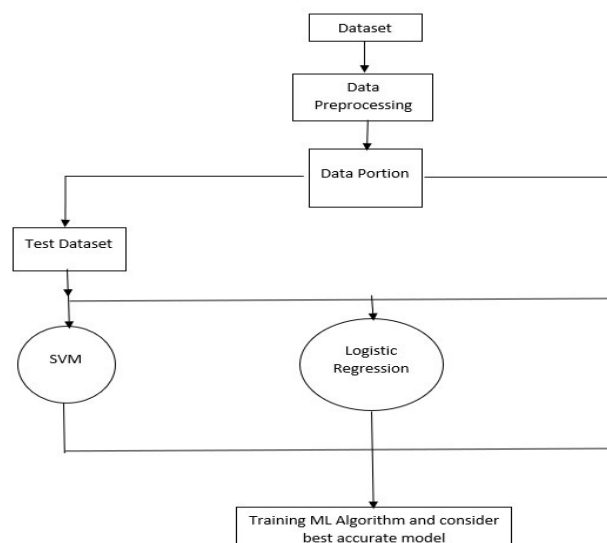 Dataset
Data
Preprocessing
Data Portion
Test Dataset
SVM
Logistic
Regression
Training ML Algorithm and consider
best accurate model